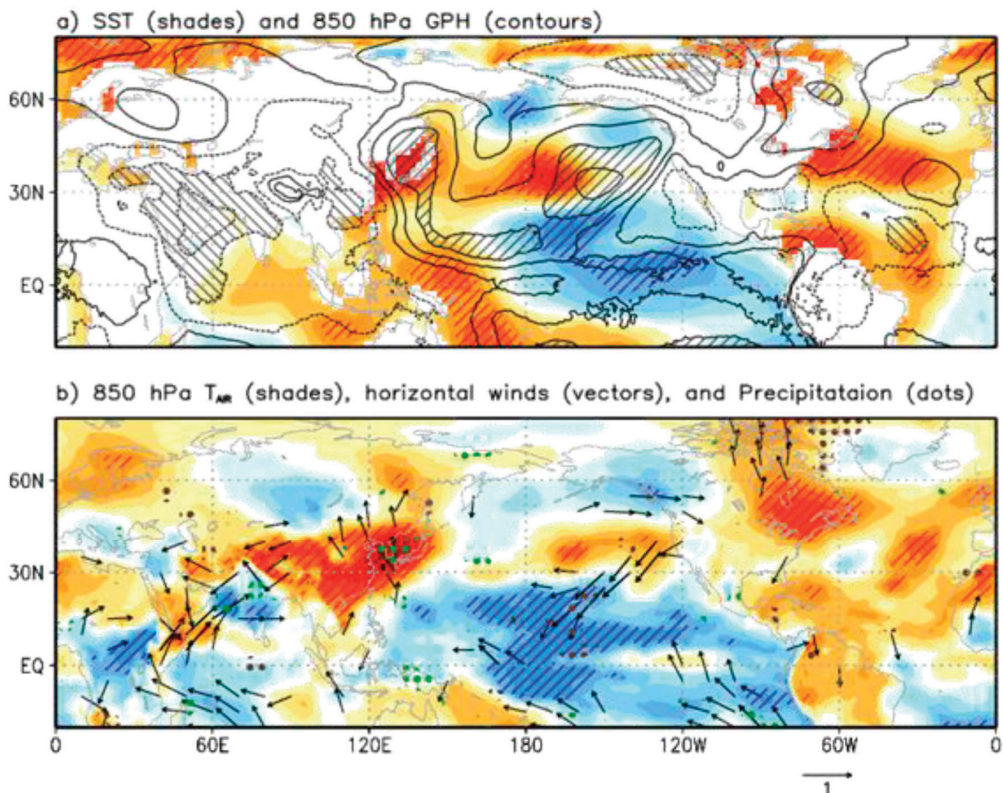 a) SST (shades) and 850 hPa GPH (contours)
60N
30N
EQ
0
b) 850 hPa T_AIR (shades), horizontal winds (vectors), and Precipitataion (dots)
60N
30N
EQ
0 60E 120E 180 120W 60W 0
1